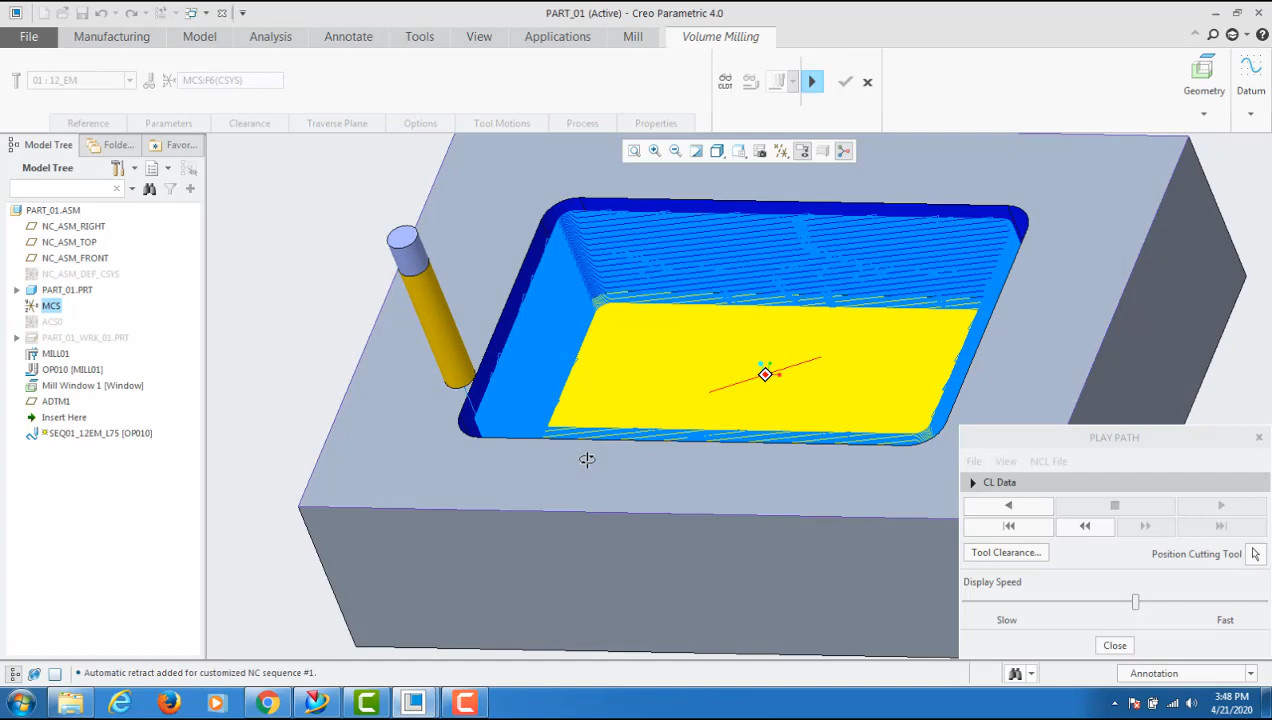 PART_01 (Active) - Creo Parametric 4.0
File Manufacturing Model Analysis Annotate Tools View Applications Mill Volume Milling
01 : 12_EM MCS:F6(CSYS)
CLDT
Geometry Datum
Reference Parameters Clearance Traverse Plane Options Tool Motions Process Properties
Model Tree Folde... Favor...
Model Tree
PART_01.ASM
NC_ASM_RIGHT
NC_ASM_TOP
NC_ASM_FRONT
NC_ASM_DEF_CSYS
PART_01.PRT
MCS
ACS0
PART_01_WRK_01.PRT
MILL01
OP010 [MILL01]
Mill Window 1 [Window]
ADTM1
Insert Here
SEQ01_12EM_L75 [OP010]
PLAY PATH
File View NCL File
CL Data
Tool Clearance... Position Cutting Tool
Display Speed
Slow Fast
Close
• Automatic retract added for customized NC sequence #1.
Annotation
3:48 PM
4/21/2020